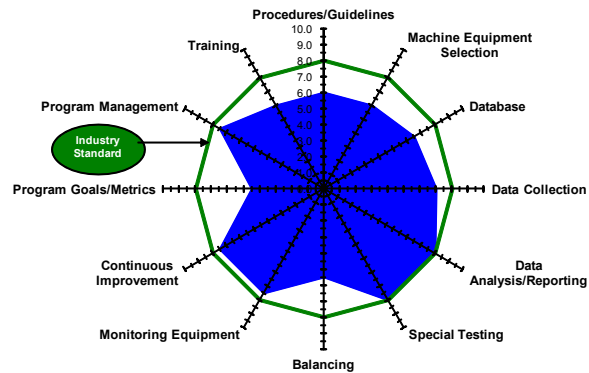 Procedures/Guidelines
10.0
9.0
8.0
7.0
6.0
5.0
4.0
3.0
Machine Equipment
Selection
Training
Program Management
Database
Industry
Standard
Program Goals/Metrics
Data Collection
Continuous
Improvement
Data
Analysis/Reporting
Monitoring Equipment
Special Testing
Balancing